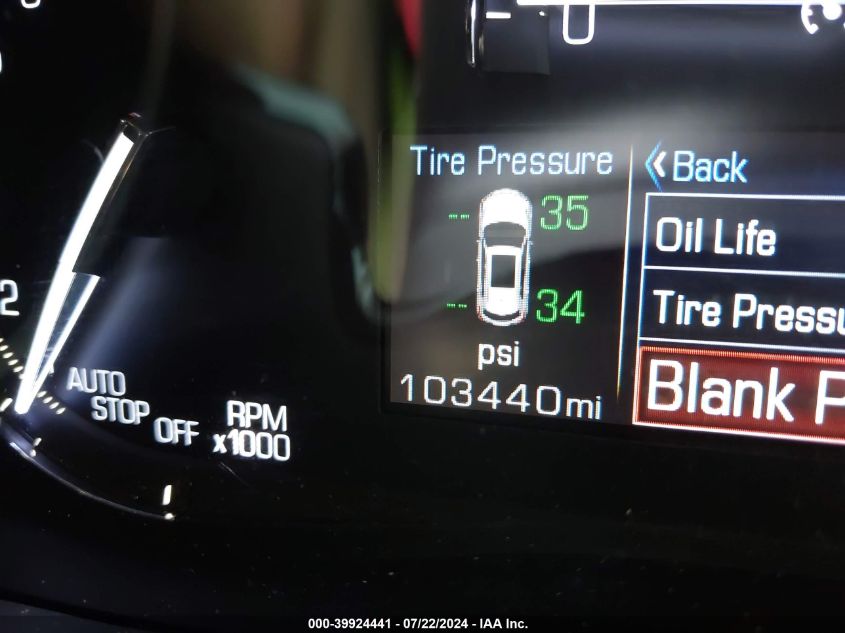 Tire Pressure
-- 35
-- 34
psi
103440mi
Back
Oil Life
Tire Pressu
Blank P
0
2
AUTO
STOP
OFF
RPM
x1000
000-39924441 - 07/22/2024 - IAA Inc.